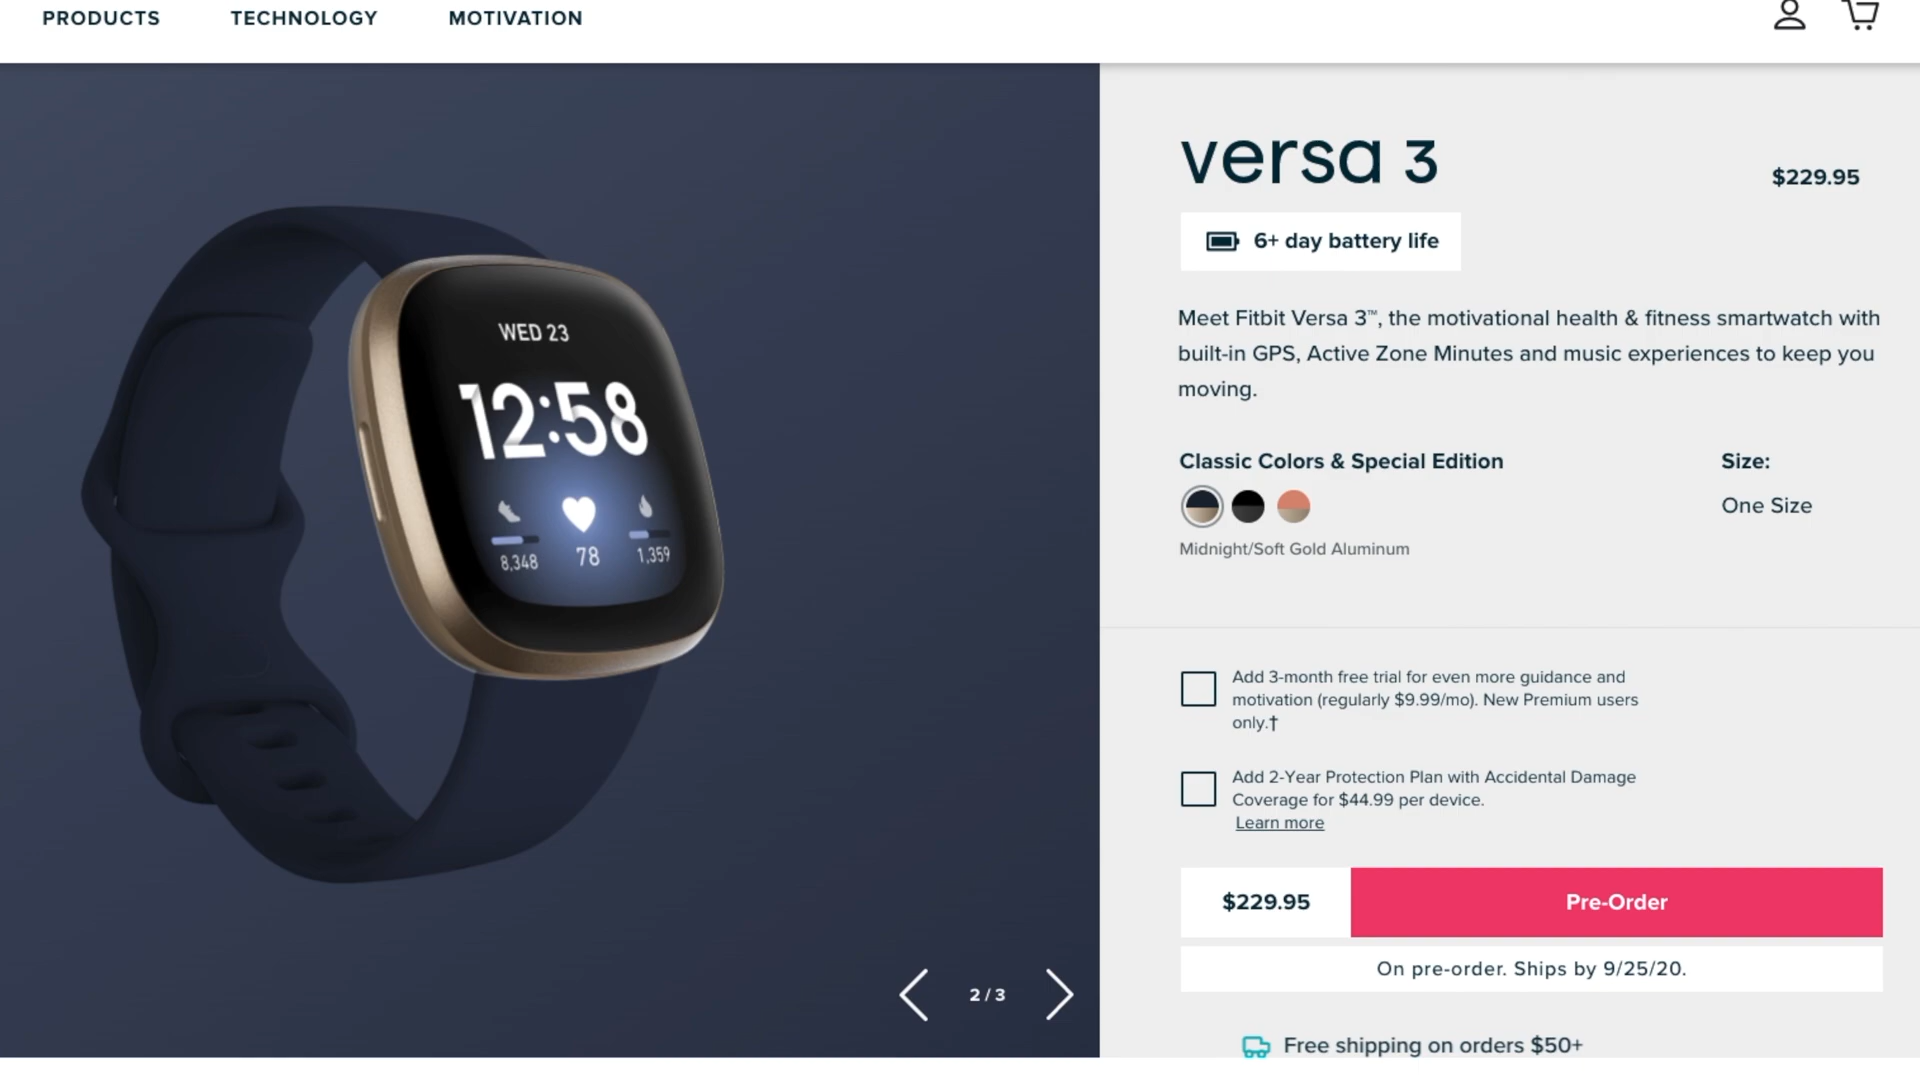 PRODUCTS TECHNOLOGY MOTIVATION
WED 23
12:58
8,348 78 1,359
2 / 3
versa 3
$229.95
6+ day battery life
Meet Fitbit Versa 3™, the motivational health & fitness smartwatch with
built-in GPS, Active Zone Minutes and music experiences to keep you
moving.
Classic Colors & Special Edition
Size:
One Size
Midnight/Soft Gold Aluminum
Add 3-month free trial for even more guidance and
motivation (regularly $9.99/mo). New Premium users
only.†
Add 2-Year Protection Plan with Accidental Damage
Coverage for $44.99 per device.
Learn more
$229.95 Pre-Order
On pre-order. Ships by 9/25/20.
Free shipping on orders $50+